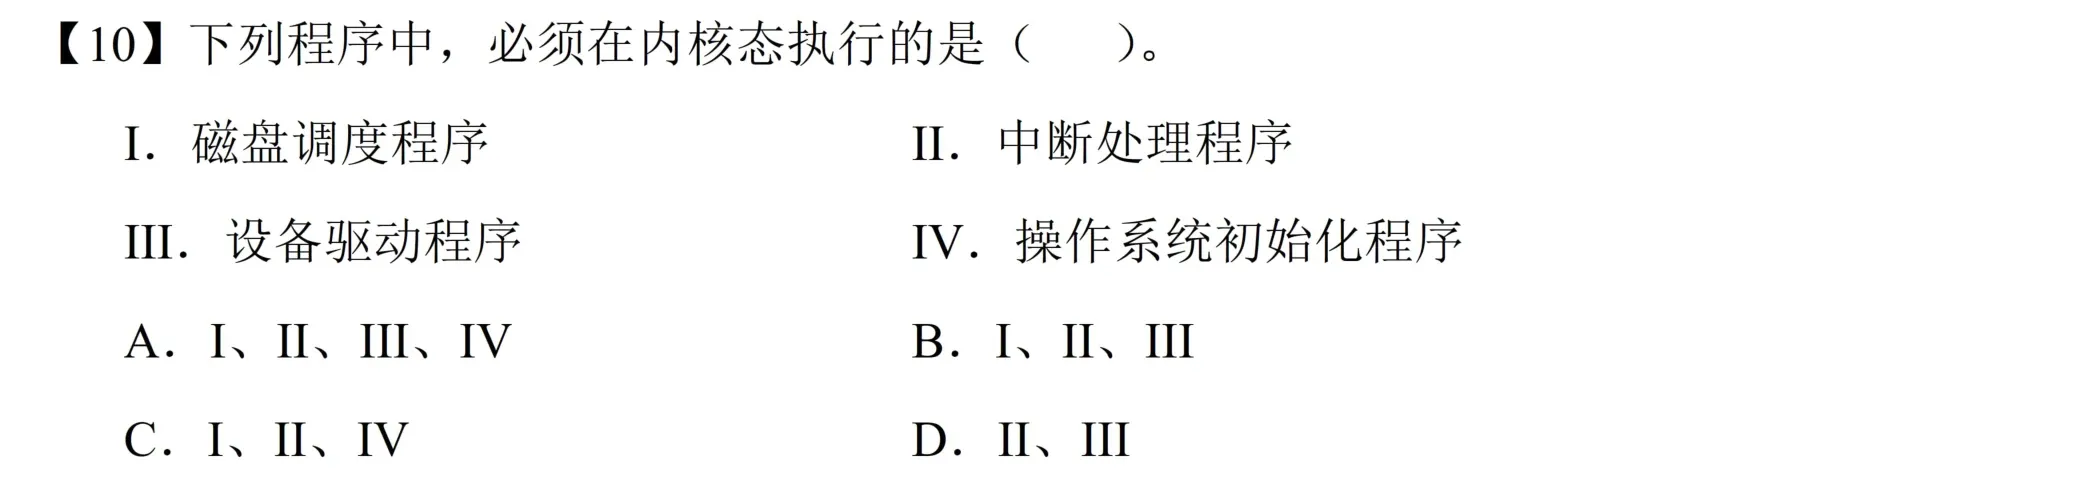 【10】下列程序中，必须在内核态执行的是（　　）。
I．磁盘调度程序　　II．中断处理程序
III．设备驱动程序　　IV．操作系统初始化程序
A．I、II、III、IV　　B．I、II、III
C．I、II、IV　　D．II、III